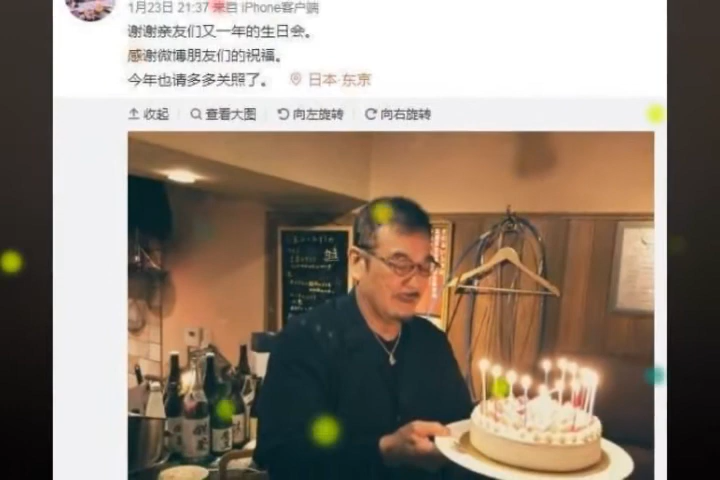 1月23日 21:37 来自 iPhone客户端
谢谢亲友们又一年的生日会。
感谢微博朋友们的祝福。
今年也请多多关照了。 日本·东京
收起 查看大图 向左旋转 向右旋转